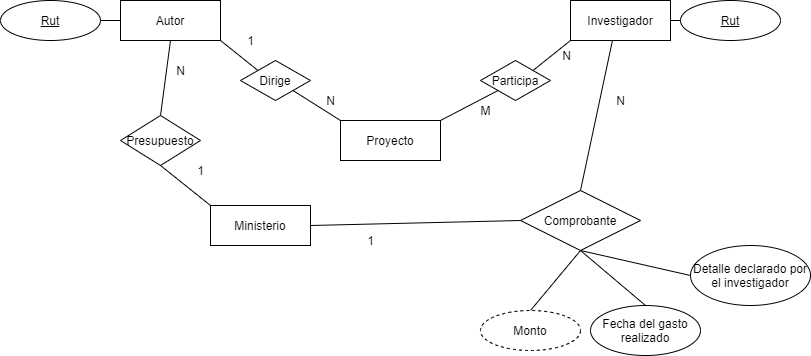 Rut
Autor
Investigador
Rut
1
N
Dirige
Participa
N
N
N
M
Presupuesto
Proyecto
1
Ministerio
Comprobante
1
Detalle declarado por
el investigador
Monto
Fecha del gasto
realizado